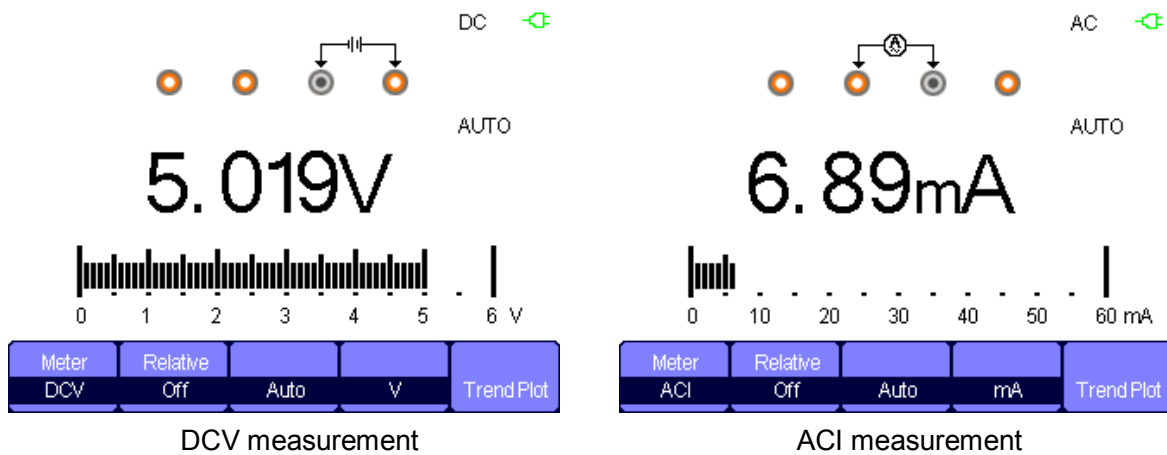 DC
AUTO
5.019V
0 1 2 3 4 5 6 V
Meter Relative
DCV Off Auto V Trend Plot
DCV measurement
AC
A
AUTO
6.89mA
0 10 20 30 40 50 60 mA
Meter Relative
ACI Off Auto mA Trend Plot
ACI measurement